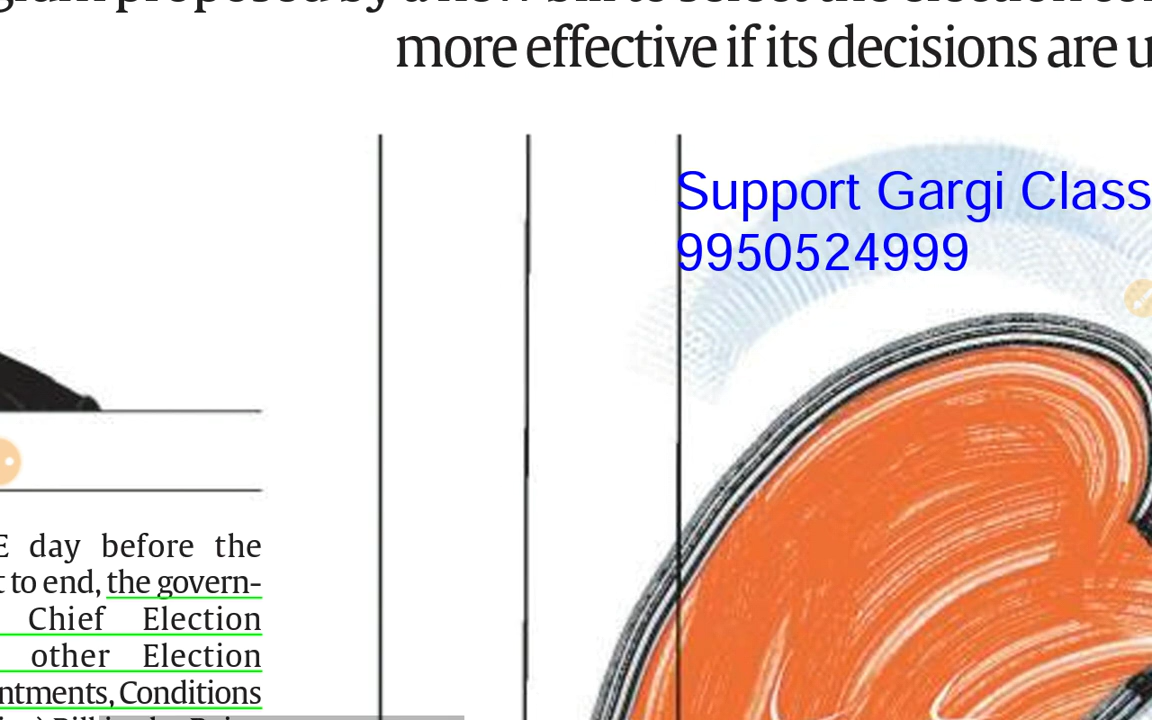 more effective if its decisions are
Support Gargi Class
9950524999
day before the
to end, the govern-
Chief Election
other Election
Conditions